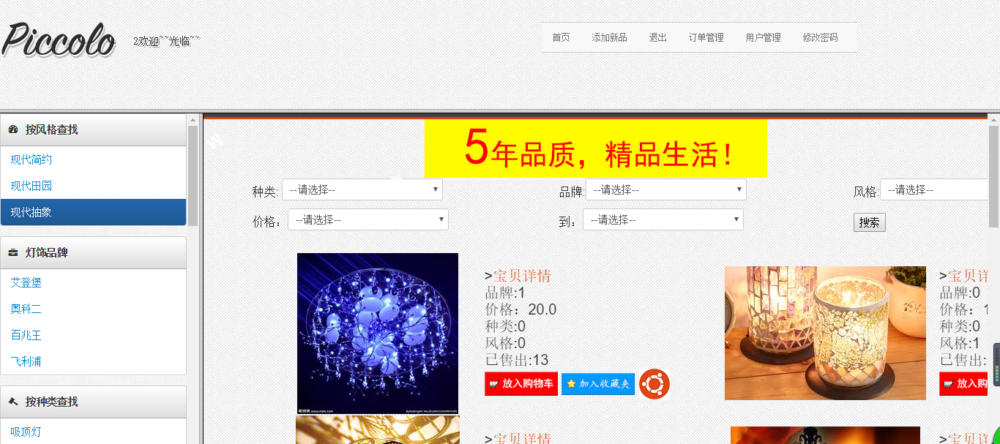 Piccolo
2欢迎~~光临~~
首页 添加新品 退出 订单管理 用户管理 修改密码
按风格查找
现代简约
现代田园
现代抽象
灯饰品牌
艾登堡
奥科二
百兆王
飞利浦
按种类查找
吸顶灯
5年品质，精品生活！
种类: --请选择-- 品牌: --请选择-- 风格: --请选择--
价格： --请选择-- 到： --请选择-- 搜索
>宝贝详情
品牌:1
价格：20.0
种类:0
风格:0
已售出:13
放入购物车 加入收藏夹
>宝贝详
品牌:0
价格：1
种类:0
风格:1
已售出:
放入购
>宝贝详情
>宝贝详